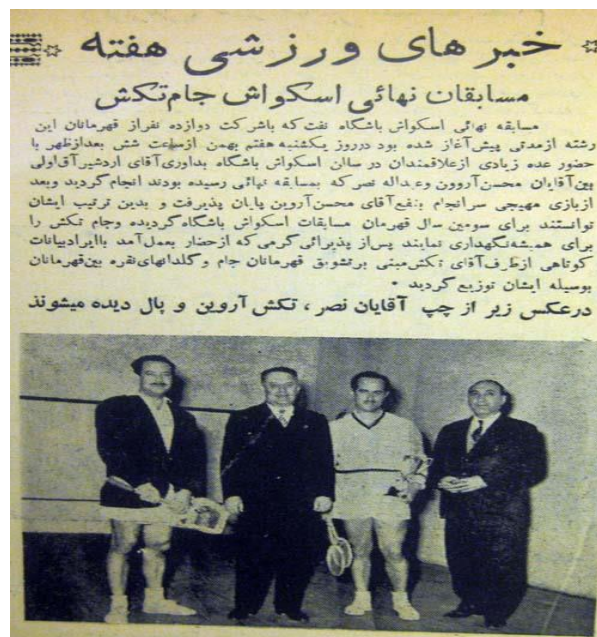 خبر های ورزشی هفته
مسابقات نهائی اسکواش جام تکش
مسابقه نهائی اسکواش باشگاه نفت که باشرکت دوازده نفراز قهرمانان این
رشته ازمدتی پیش آغاز شده بود درروز یکشنبه هفتم بهمن ازساعت شش بعدازظهر با
حضور عده زیادی ازعلاقمندان در سالن اسکواش باشگاه بداوری آقای اردشیر آق اولی
بین آقایان محسن آروین وعبداله نصر که بمسابقه نهائی رسیده بودند انجام گردید وبعد
ازبازی مهیجی سرانجام بنفع آقای محسن آروین پایان پذیرفت و بدین ترتیب ایشان
توانستند برای سومین سال قهرمان مسابقات اسکواش باشگاه گردیده وجام تکش را
برای همیشه نگهداری نمایند پس از پذیرائی گرمی که ازحضار بعمل آمد باایراد بیانات
کوتاهی ازطرف آقای تکش مبنی برتشویق قهرمانان جام و گلدانهای نقره بین قهرمانان
بوسیله ایشان توزیع گردید •
درعکس زیر از چپ آقایان نصر ، تکش آروین و پال دیده میشوند